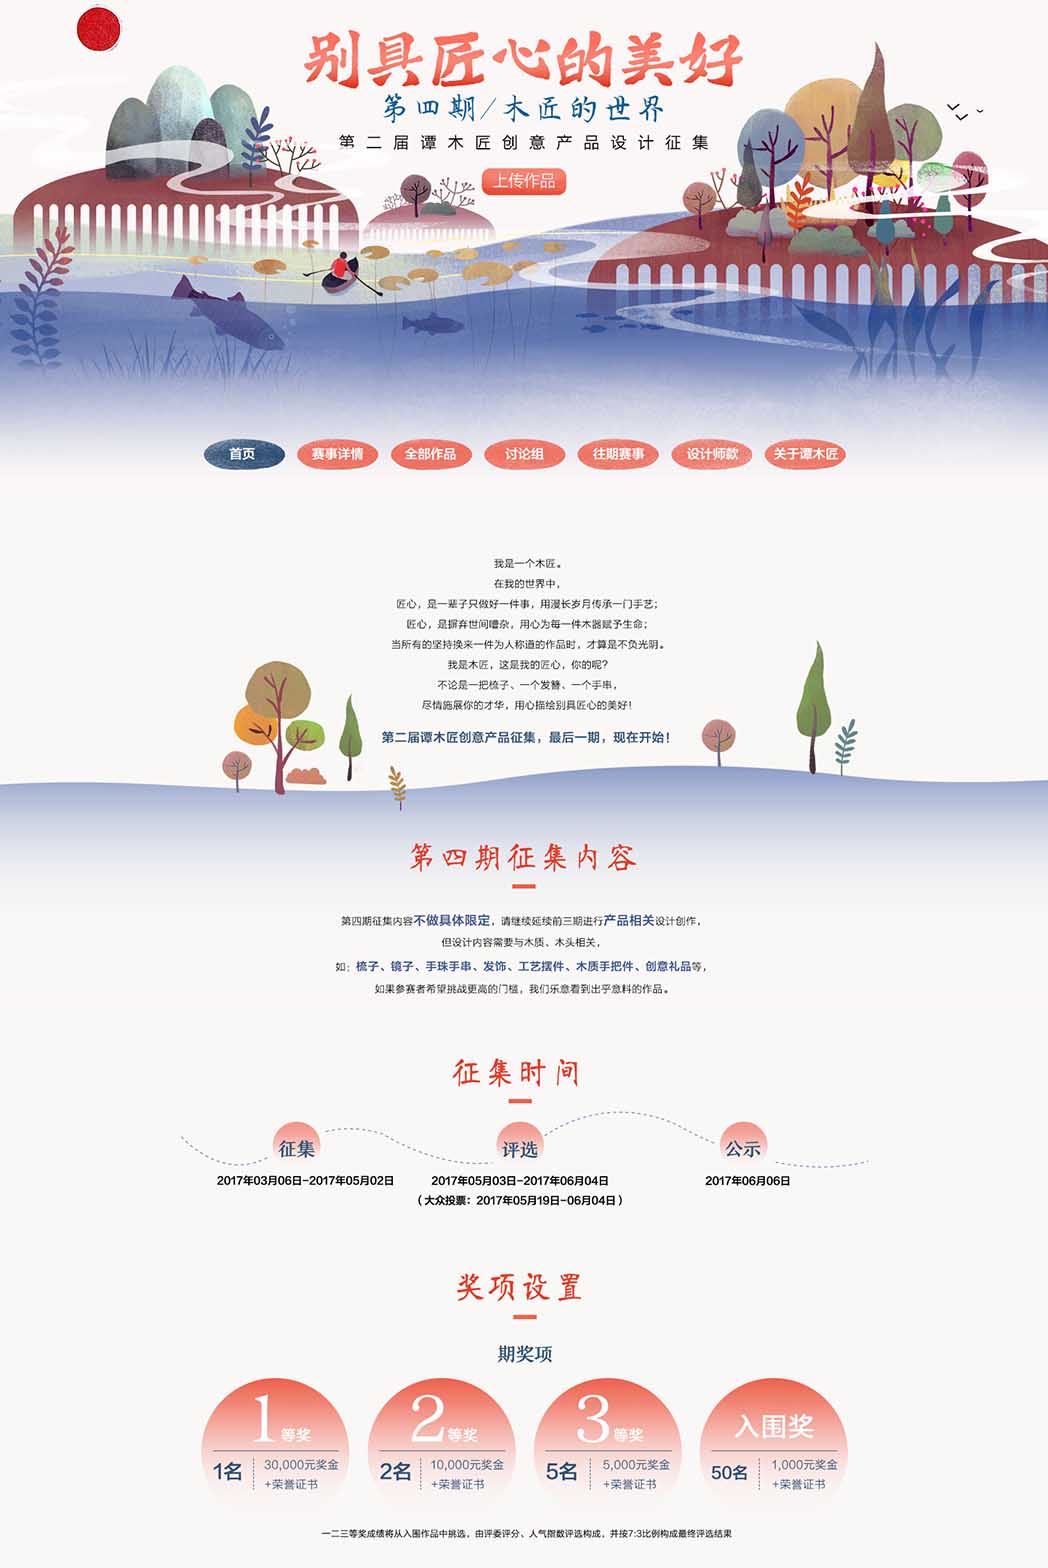 别具匠心的美好
第四期/木匠的世界
第二届谭木匠创意产品设计征集
上传作品
首页 赛事详情 全部作品 讨论组 往期赛事 设计师款 关于谭木匠
我是一个木匠。
在我的世界中，
匠心，是一辈子只做好一件事，用漫长岁月传承一门手艺；
匠心，是摒弃世间嘈杂，用心为每一件木器赋予生命；
当所有的坚持换来一件为人称道的作品时，才算是不负光阴。
我是木匠，这是我的匠心，你的呢？
不论是一把梳子、一个发簪、一个手串，
尽情施展你的才华，用心描绘别具匠心的美好！
第二届谭木匠创意产品征集，最后一期，现在开始！
第四期征集内容
第四期征集内容不做具体限定，请继续延续前三期进行产品相关设计创作，
但设计内容需要与木质、木头相关，
如：梳子、镜子、手珠手串、发饰、工艺摆件、木质手把件、创意礼品等，
如果参赛者希望挑战更高的门槛，我们乐意看到出乎意料的作品。
征集时间
征集 评选 公示
2017年03月06日-2017年05月02日 2017年05月03日-2017年06月04日 2017年06月06日
（大众投票：2017年05月19日-06月04日）
奖项设置
期奖项
1等奖 2等奖 3等奖 入围奖
1名 30,000元奖金 2名 10,000元奖金 5名 5,000元奖金 50名 1,000元奖金
+荣誉证书 +荣誉证书 +荣誉证书 +荣誉证书
一二三等奖成绩将从入围作品中挑选，由评委评分、人气指数评选构成，并按7:3比例构成最终评选结果